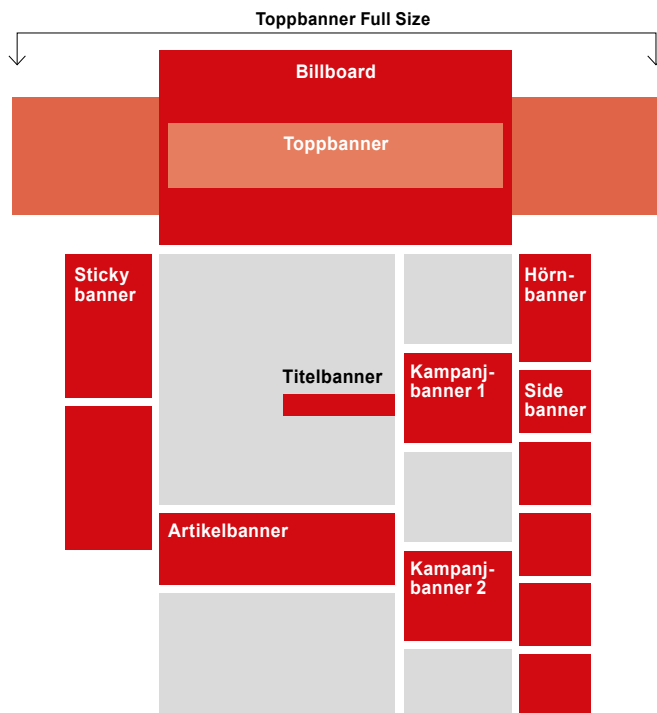 Toppbanner Full Size
Billboard
Toppbanner
Sticky
banner
Hörn-
banner
Titelbanner
Kampanj-
banner 1
Side
banner
Artikelbanner
Kampanj-
banner 2